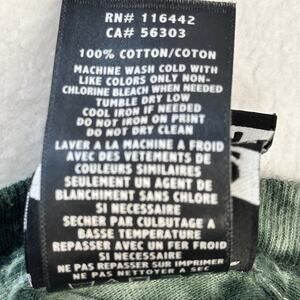 RN# 116442
CA# 56303
100% COTTON/COTON
MACHINE WASH COLD WITH
LIKE COLORS ONLY NON-
CHLORINE BLEACH WHEN NEEDED
TUMBLE DRY LOW
COOL IRON IF NEEDED
DO NOT IRON ON PRINT
DO NOT DRY CLEAN
LAVER A LA MACHINE A FROID
AVEC DES VETEMENTS DE
COULEURS SIMILAIRES
SEULEMENT UN AGENT DE
BLANCHIMENT SANS CHLORE
SI NECESSAIRE
SECHER PAR CULBUTAGE A
BASSE TEMPERATURE
REPASSER AVEC UN FER FROID
SI NECESSAIRE
NE PAS REPASSER SUR IMPRIMER
NE PAS NETTOYER A SEC